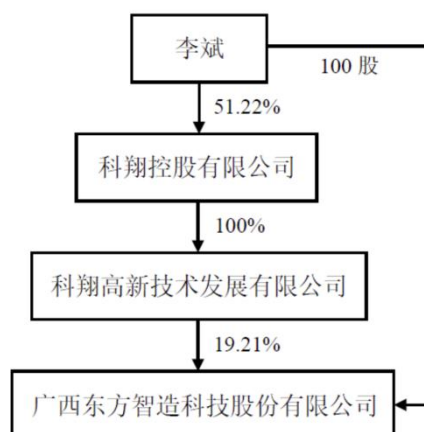 李斌
100 股
51.22%
科翔控股有限公司
100%
科翔高新技术发展有限公司
19.21%
广西东方智造科技股份有限公司